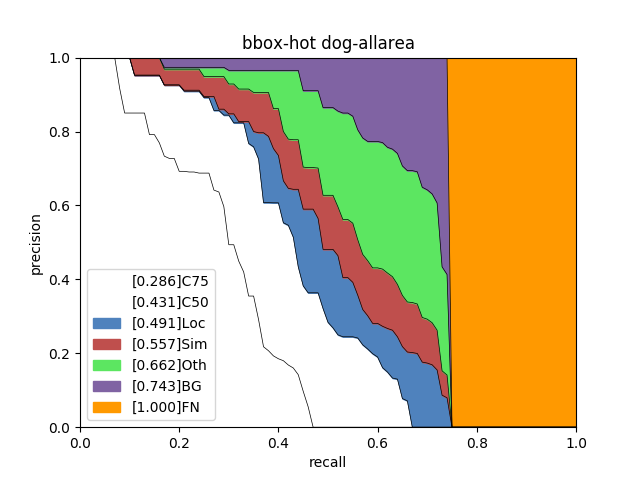 bbox-hot dog-allarea
1.0
0.8
0.6
0.4
0.2
0.0
precision
[0.286]C75
[0.431]C50
[0.491]Loc
[0.557]Sim
[0.662]Oth
[0.743]BG
[1.000]FN
0.0 0.2 0.4 0.6 0.8 1.0
recall